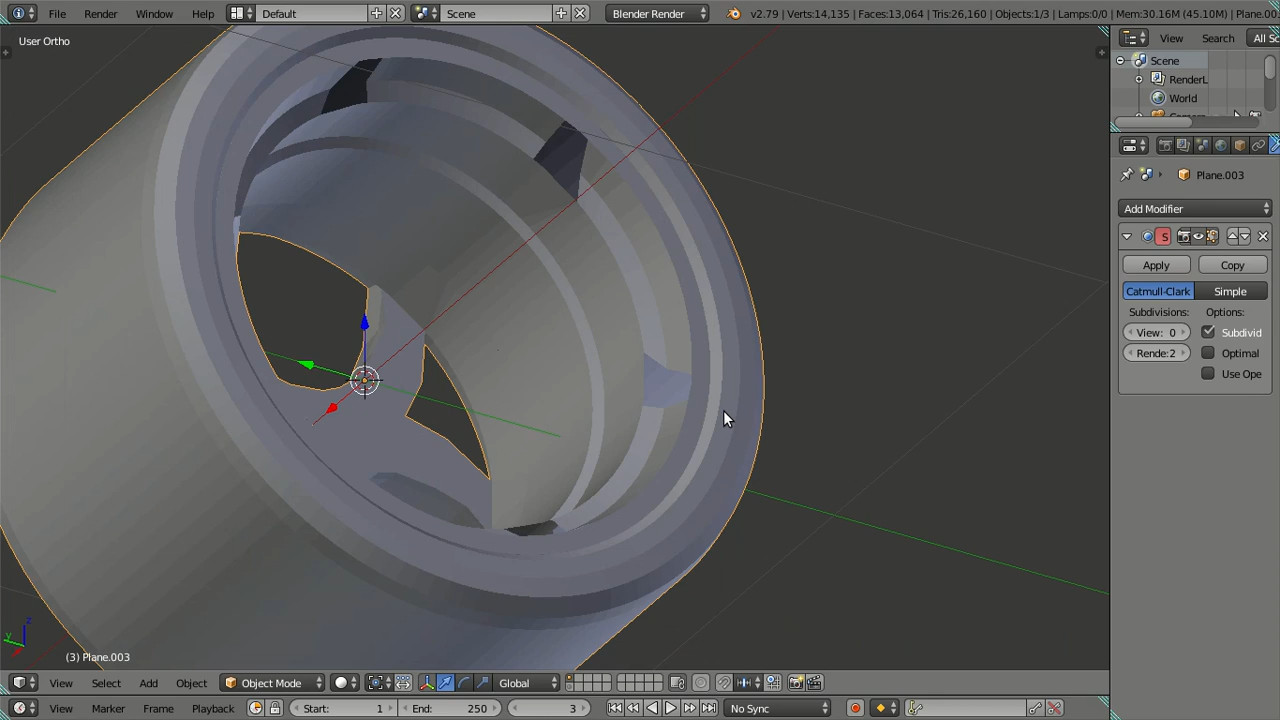 File Render Window Help Default Scene Blender Render v2.79 | Verts:14,135 | Faces:13,064 | Tris:26,160 | Objects:1/3 | Lamps:0/0 | Mem:30.16M (45.10M) | Plane.00
User Ortho
View Search All Sc
Scene
RenderL
World
Plane.003
Add Modifier
S
Apply Copy
Catmull-Clark Simple
Subdivisions: Options:
View: 0 Subdivid
Rende:2 Optimal
Use Ope
z
y
(3) Plane.003
View Select Add Object Object Mode Global
View Marker Frame Playback Start: 1 End: 250 3 No Sync